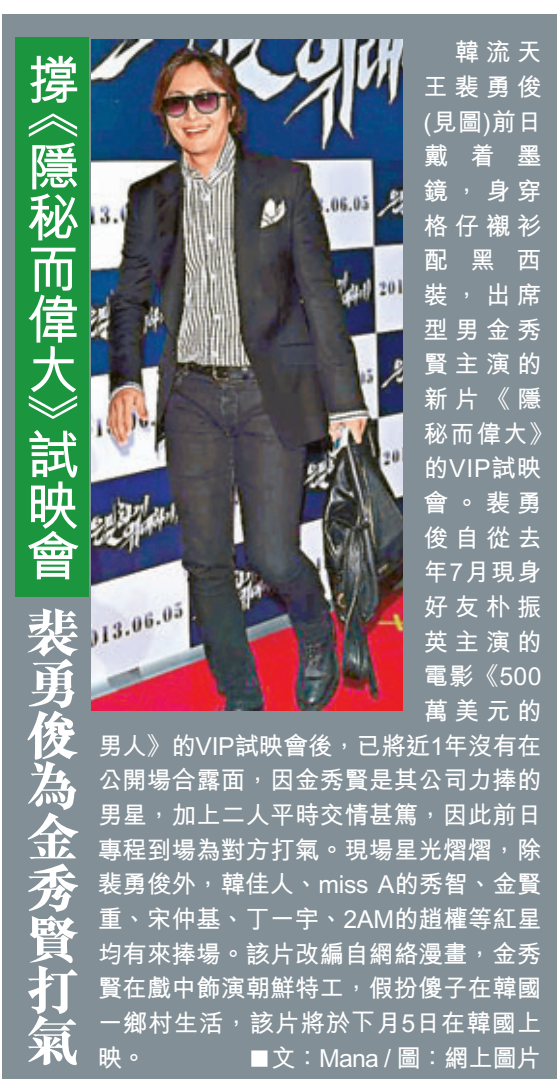 撐《隱秘而偉大》試映會
裴勇俊為金秀賢打氣
韓流天
王裴勇俊
(見圖)前日
戴着墨
鏡，身穿
格仔襯衫
配黑西
裝，出席
型男金秀
賢主演的
新片《隱
秘而偉大》
的VIP試映
會。裴勇
俊自從去
年7月現身
好友朴振
英主演的
電影《500
萬美元的
男人》的VIP試映會後，已將近1年沒有在
公開場合露面，因金秀賢是其公司力捧的
男星，加上二人平時交情甚篤，因此前日
專程到場為對方打氣。現場星光熠熠，除
裴勇俊外，韓佳人、miss A的秀智、金賢
重、宋仲基、丁一宇、2AM的趙權等紅星
均有來捧場。該片改編自網絡漫畫，金秀
賢在戲中飾演朝鮮特工，假扮傻子在韓國
一鄉村生活，該片將於下月5日在韓國上
映。 ■文：Mana / 圖：網上圖片
위대
13.0
.06.05
201
20
013.06.05